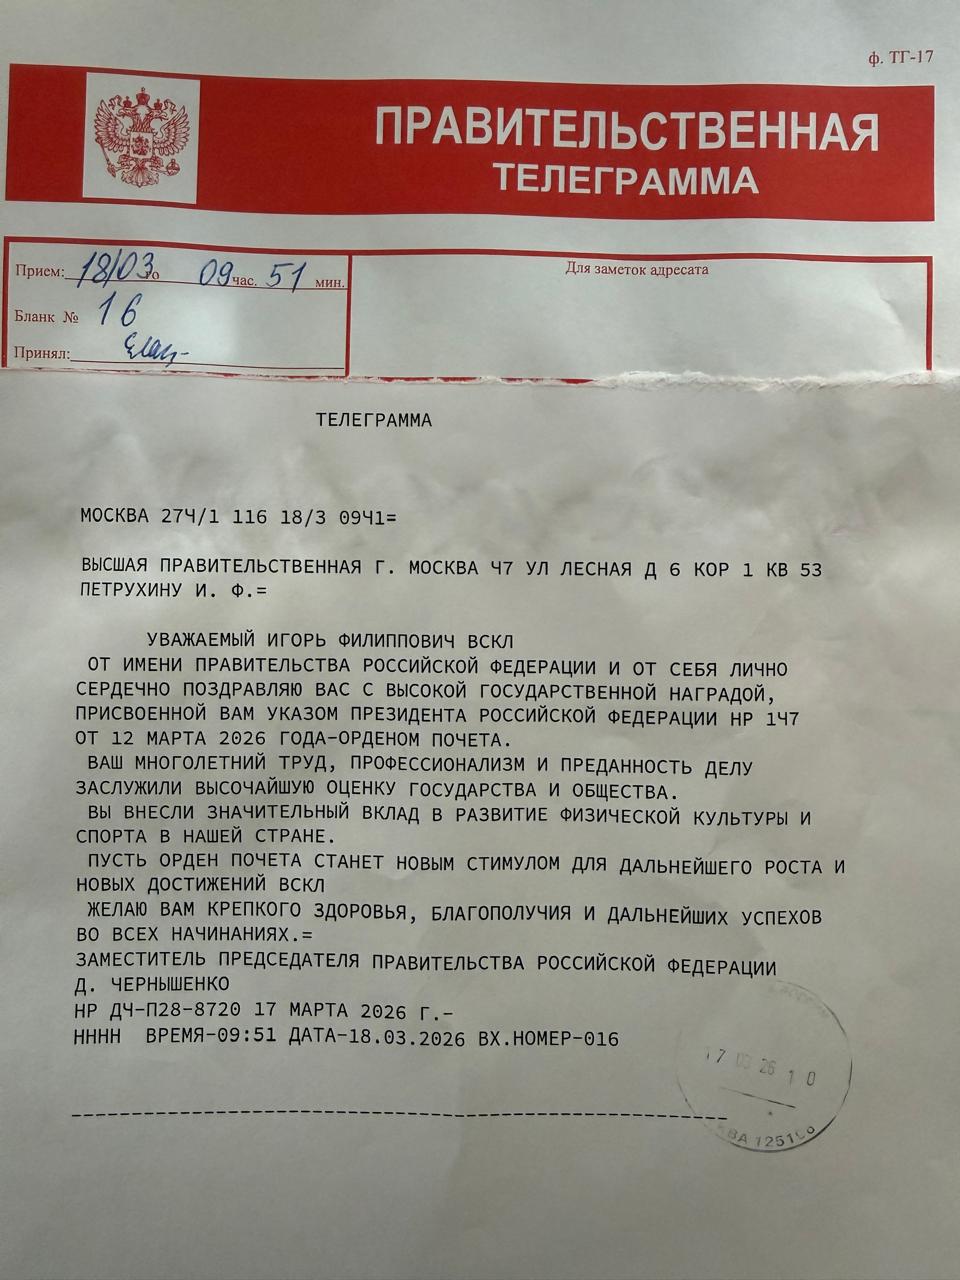 ф. ТГ-17
ПРАВИТЕЛЬСТВЕННАЯ
ТЕЛЕГРАММА
Прием: 18/03 го 09 час. 51 мин.
Бланк № 16
Принял:
Для заметок адресата
ТЕЛЕГРАММА
МОСКВА 27Ч/1 116 18/3 09Ч1=
ВЫСШАЯ ПРАВИТЕЛЬСТВЕННАЯ Г. МОСКВА Ч7 УЛ ЛЕСНАЯ Д 6 КОР 1 КВ 53
ПЕТРУХИНУ И. Ф.=
УВАЖАЕМЫЙ ИГОРЬ ФИЛИППОВИЧ ВСКЛ
ОТ ИМЕНИ ПРАВИТЕЛЬСТВА РОССИЙСКОЙ ФЕДЕРАЦИИ И ОТ СЕБЯ ЛИЧНО
СЕРДЕЧНО ПОЗДРАВЛЯЮ ВАС С ВЫСОКОЙ ГОСУДАРСТВЕННОЙ НАГРАДОЙ,
ПРИСВОЕННОЙ ВАМ УКАЗОМ ПРЕЗИДЕНТА РОССИЙСКОЙ ФЕДЕРАЦИИ НР 1Ч7
ОТ 12 МАРТА 2026 ГОДА-ОРДЕНОМ ПОЧЕТА.
ВАШ МНОГОЛЕТНИЙ ТРУД, ПРОФЕССИОНАЛИЗМ И ПРЕДАННОСТЬ ДЕЛУ
ЗАСЛУЖИЛИ ВЫСОЧАЙШУЮ ОЦЕНКУ ГОСУДАРСТВА И ОБЩЕСТВА.
ВЫ ВНЕСЛИ ЗНАЧИТЕЛЬНЫЙ ВКЛАД В РАЗВИТИЕ ФИЗИЧЕСКОЙ КУЛЬТУРЫ И
СПОРТА В НАШЕЙ СТРАНЕ.
ПУСТЬ ОРДЕН ПОЧЕТА СТАНЕТ НОВЫМ СТИМУЛОМ ДЛЯ ДАЛЬНЕЙШЕГО РОСТА И
НОВЫХ ДОСТИЖЕНИЙ ВСКЛ
ЖЕЛАЮ ВАМ КРЕПКОГО ЗДОРОВЬЯ, БЛАГОПОЛУЧИЯ И ДАЛЬНЕЙШИХ УСПЕХОВ
ВО ВСЕХ НАЧИНАНИЯХ.=
ЗАМЕСТИТЕЛЬ ПРЕДСЕДАТЕЛЯ ПРАВИТЕЛЬСТВА РОССИЙСКОЙ ФЕДЕРАЦИИ
Д. ЧЕРНЫШЕНКО
НР ДЧ-П28-8720 17 МАРТА 2026 Г.-
НННН ВРЕМЯ-09:51 ДАТА-18.03.2026 ВХ.НОМЕР-016
17 03 26 10